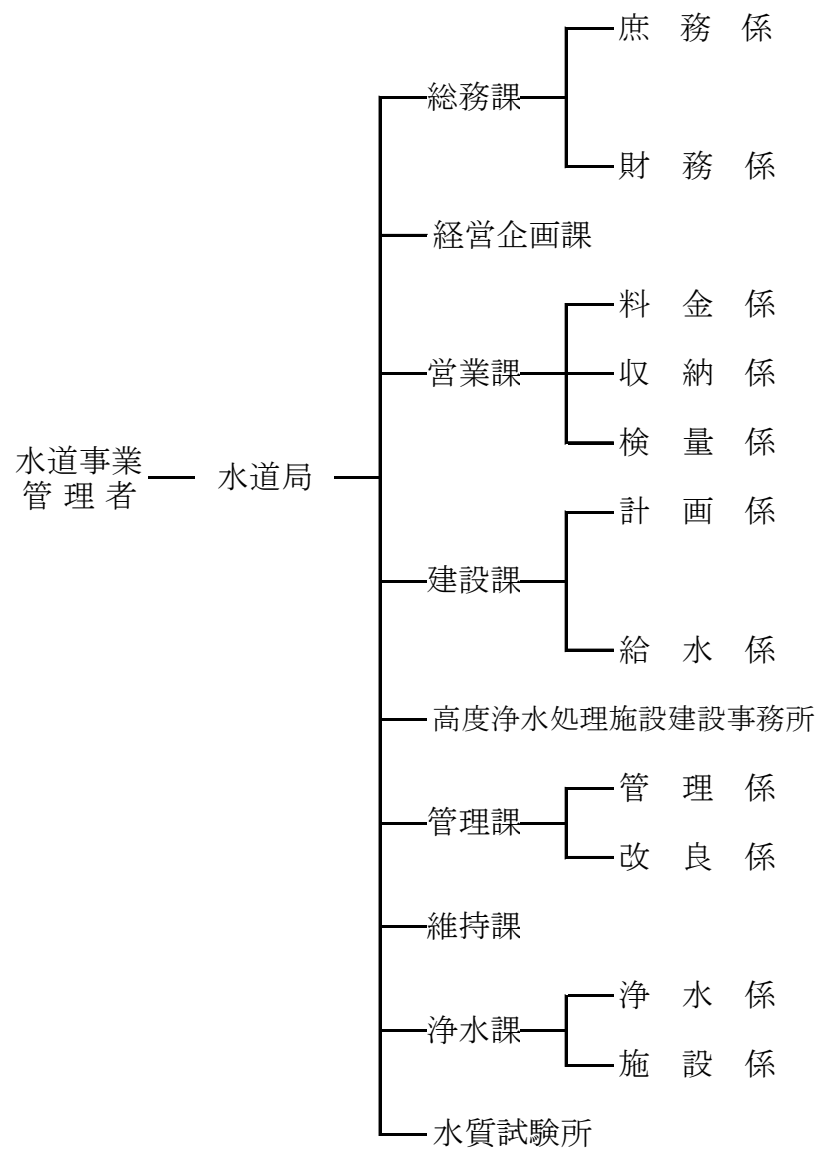 水道事業
管理者
水道局
総務課
庶務係
財務係
経営企画課
営業課
料金係
収納係
検量係
建設課
計画係
給水係
高度浄水処理施設建設事務所
管理課
管理係
改良係
維持課
浄水課
浄水係
施設係
水質試験所